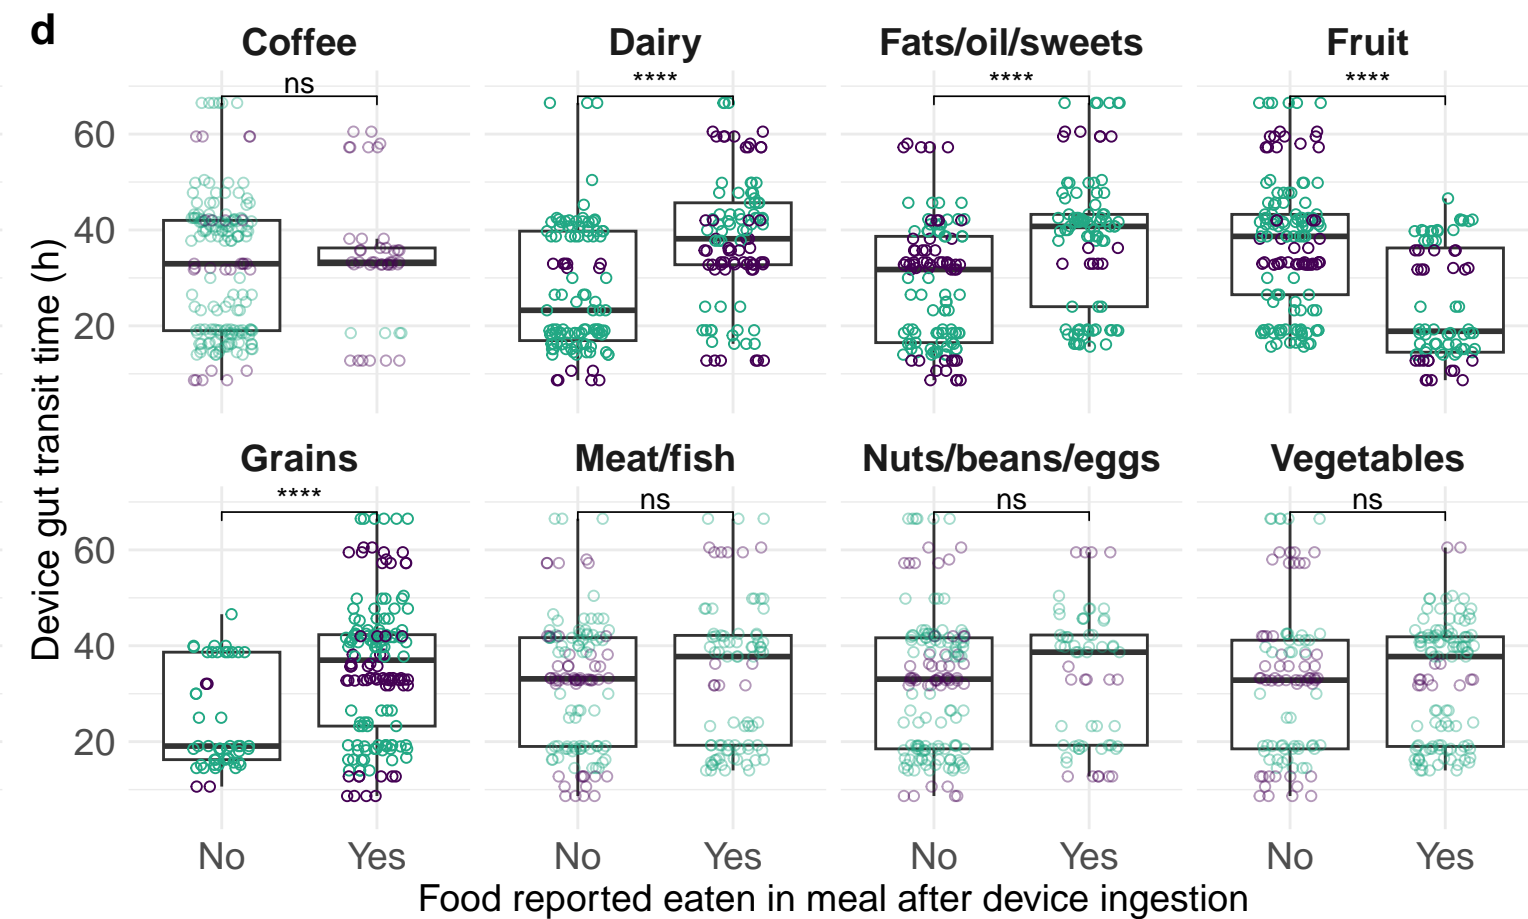 d
Coffee Dairy Fats/oil/sweets Fruit
ns **** **** ****
60
40
20
Device gut transit time (h)
Grains Meat/fish Nuts/beans/eggs Vegetables
**** ns ns ns
60
40
20
No Yes No Yes No Yes No Yes
Food reported eaten in meal after device ingestion